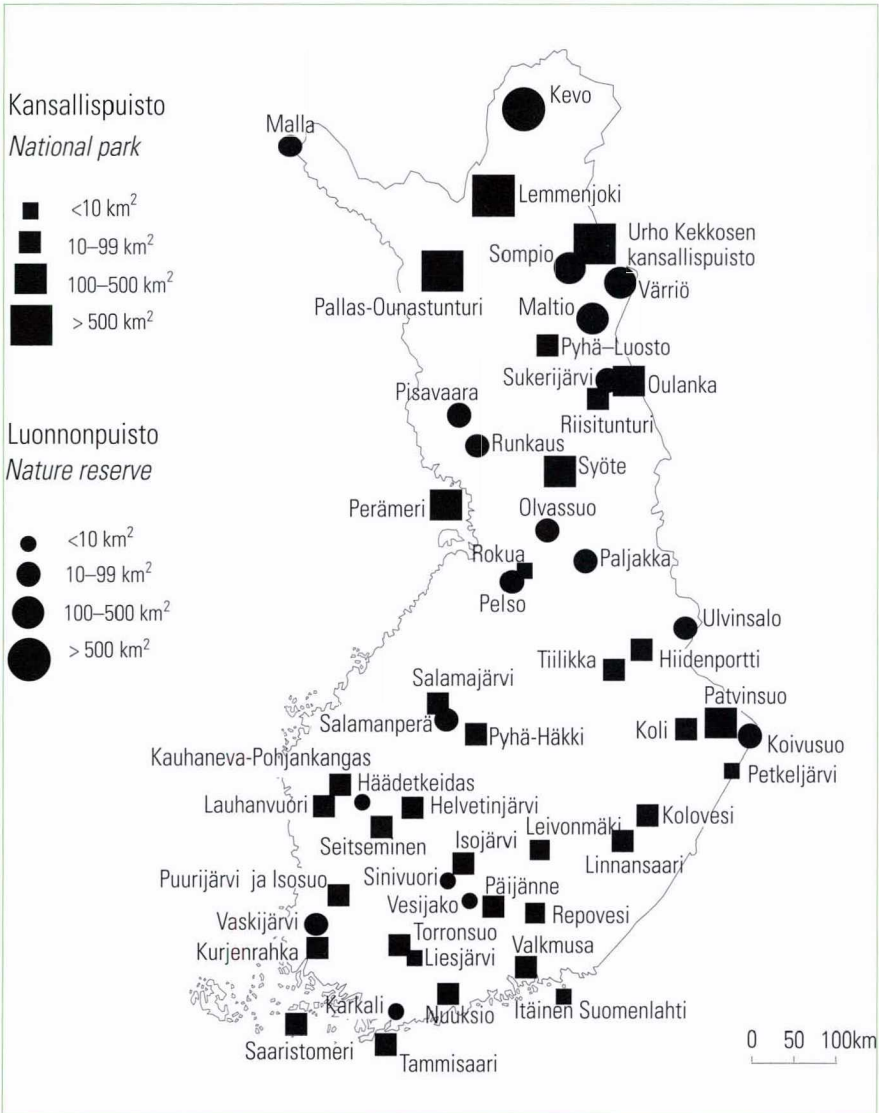 Kansallispuisto
National park
<10 km²
10–99 km²
100–500 km²
> 500 km²
Luonnonpuisto
Nature reserve
<10 km²
10–99 km²
100–500 km²
> 500 km²
Kevo
Malla
Lemmenjoki
Urho Kekkosen
kansallispuisto
Sompio
Värriö
Pallas-Ounastunturi
Maltio
Pyhä–Luosto
Sukerijärvi
Oulanka
Riisitunturi
Pisavaara
Runkaus
Syöte
Perämeri
Olvassuo
Rokua
Paljakka
Pelso
Ulvinsalo
Tiilikka
Hiidenportti
Salamajärvi
Patvinsuo
Salamanperä
Pyhä-Häkki
Koli
Koivusuo
Kauhaneva-Pohjankangas
Petkeljärvi
Häädetkeidas
Lauhanvuori
Helvetinjärvi
Kolovesi
Leivonmäki
Seitseminen
Isojärvi
Linnansaari
Puurijärvi ja Isosuo
Sinivuori
Päijänne
Vesijako
Repovesi
Vaskijärvi
Torronsuo
Kurjenrahka
Liesjärvi
Valkmusa
Karkali
Nuuksio
Itäinen Suomenlahti
Saaristomeri
Tammisaari
0 50 100km